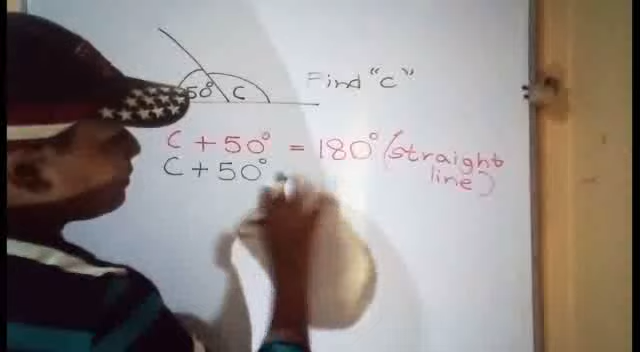 50° C Find "C"
C + 50° = 180° (straight line)
C + 50°